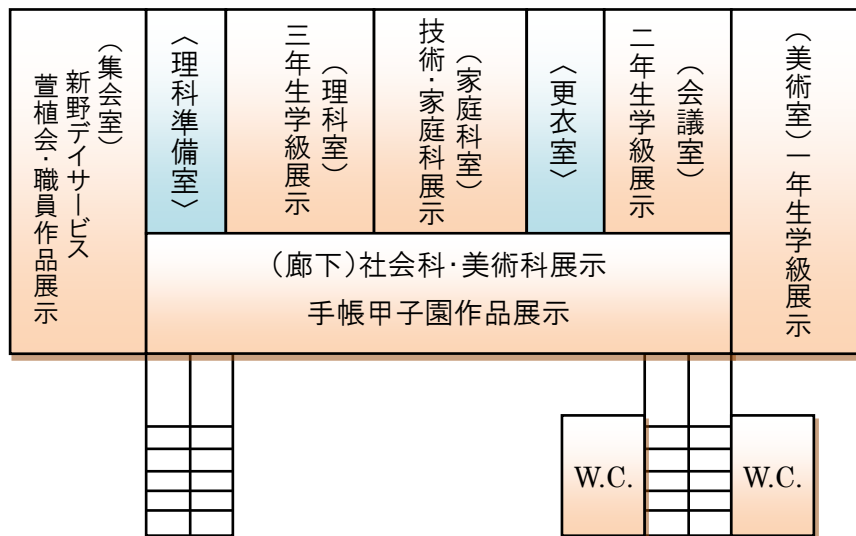 （集会室）
新野デイサービス
萱植会・職員作品展示
〈理科準備室〉
（理科室）
三年生学級展示
（家庭科室）
技術・家庭科展示
〈更衣室〉
（会議室）
二年生学級展示
（美術室）一年生学級展示
（廊下）社会科・美術科展示
手帳甲子園作品展示
W.C.
W.C.